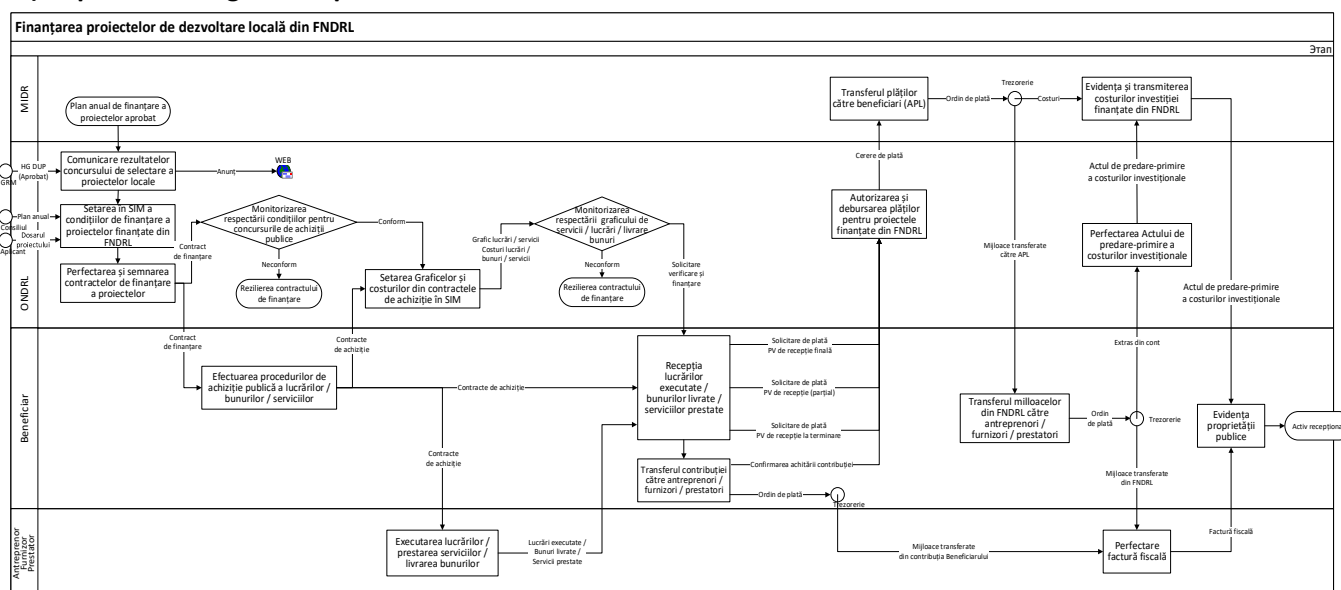 Finanțarea proiectelor de dezvoltare locală din FNDRL
Этап
MIDR
Plan anual de finanțare a
proiectelor aprobat
Transferul plăților
către beneficiari (APL)
Ordin de plată
Trezorerie
Costuri
Evidența și transmiterea
costurilor investiției
finanțate din FNDRL
ONDRL
GRM
HG DUP
(Aprobat)
Comunicare rezultatelor
concursului de selectare a
proiectelor locale
Anunț
WEB
Plan anual
Consiliul
Dosarul
proiectului
Aplicant
Setarea în SIM a
condițiilor de finanțare a
proiectelor finanțate din
FNDRL
Perfectarea și semnarea
contractelor de finanțare
a proiectelor
Contract
de finanțare
Monitorizarea
respectării condițiilor pentru
concursurile de achiziții
publice
Conform
Neconform
Rezilierea contractului
de finanțare
Setarea Graficelor și
costurilor din contractele
de achiziție în SIM
Grafic lucrări / servicii
Costuri lucrări /
bunuri / servicii
Monitorizarea
respectării graficului de
servicii / lucrări / livrare
bunuri
Neconform
Rezilierea contractului
de finanțare
Solicitare
verificare și
finanțare
Cerere de plată
Autorizarea și
debursarea plăților
pentru proiectele
finanțate din FNDRL
Mijloace transferate
către APL
Actul de predare-primire
a costurilor investiționale
Perfectarea Actului de
predare-primire a
costurilor investiționale
Actul de predare-primire
a costurilor investiționale
Beneficiar
Contract
de finanțare
Efectuarea procedurilor de
achiziție publică a lucrărilor /
bunurilor / serviciilor
Contracte
de achiziție
Contracte de achiziție
Contracte
de achiziție
Recepția
lucrărilor
executate /
bunurilor livrate /
serviciilor prestate
Solicitare de plată
PV de recepție finală
Solicitare de plată
PV de recepție (parțial)
Solicitare de plată
PV de recepție la terminare
Transferul contribuției
către antreprenori /
furnizori / prestatori
Confirmarea achitării contribuției
Ordin de plată
Trezorerie
Transferul milloacelor
din FNDRL către
antreprenori /
furnizori / prestatori
Ordin
de plată
Extras din cont
Trezorerie
Mijloace transferate
din FNDRL
Evidența
proprietății
publice
Activ recepționa
Antreprenor
Furnizor
Prestator
Executarea lucrărilor /
prestarea serviciilor /
livrarea bunurilor
Lucrări executate /
Bunuri livrate /
Servicii prestate
Mijloace transferate
din contribuția Beneficiarului
Perfectare
factură fiscală
Factură fiscală